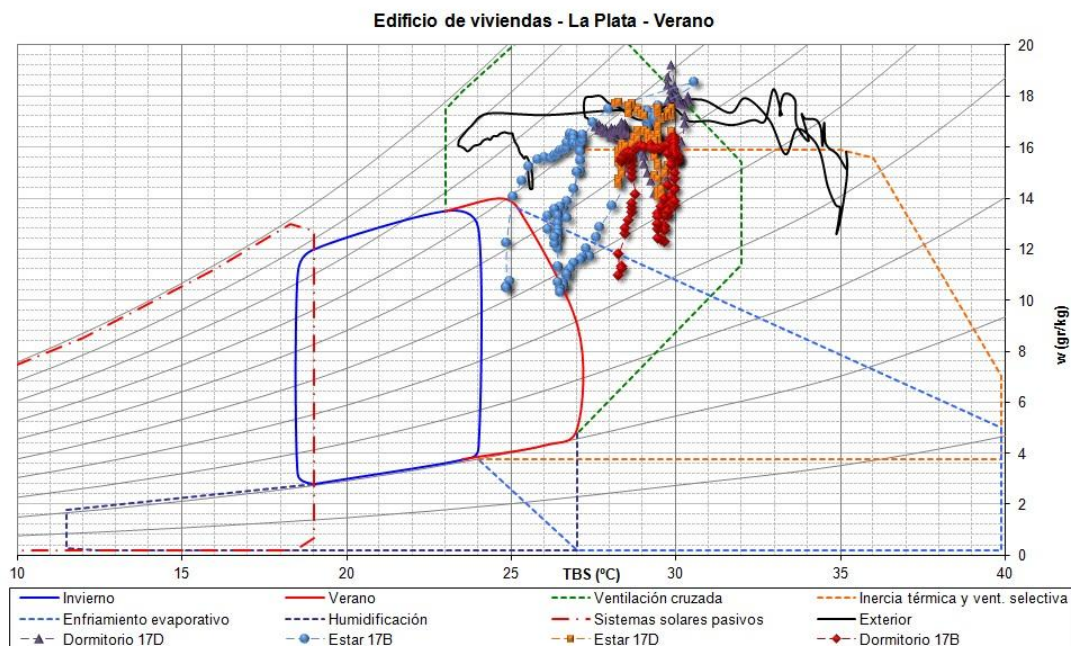 Edificio de viviendas - La Plata - Verano
20
18
16
14
12
10
8
6
4
2
0
w (gr/kg)
10 15 20 25 30 35 40
TBS (ºC)
Invierno Verano Ventilación cruzada Inercia térmica y vent. selectiva
Enfriamiento evaporativo Humidificación Sistemas solares pasivos Exterior
Dormitorio 17D Estar 17B Estar 17D Dormitorio 17B